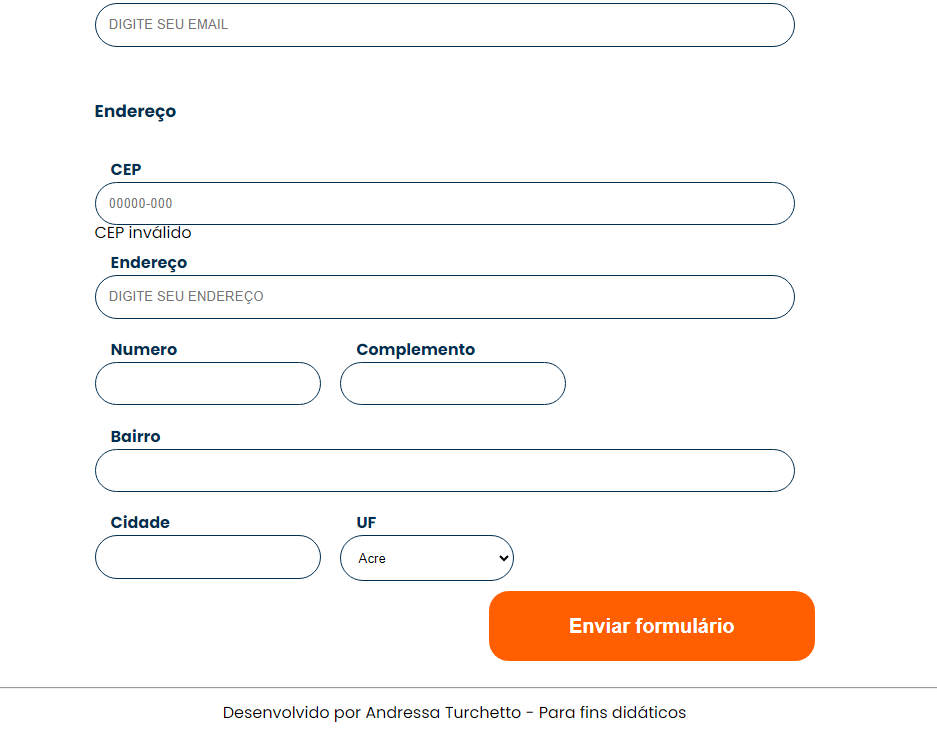 DIGITE SEU EMAIL
Endereço
CEP
00000-000
CEP inválido
Endereço
DIGITE SEU ENDEREÇO
Numero Complemento
Bairro
Cidade UF
Acre
Enviar formulário
Desenvolvido por Andressa Turchetto - Para fins didáticos